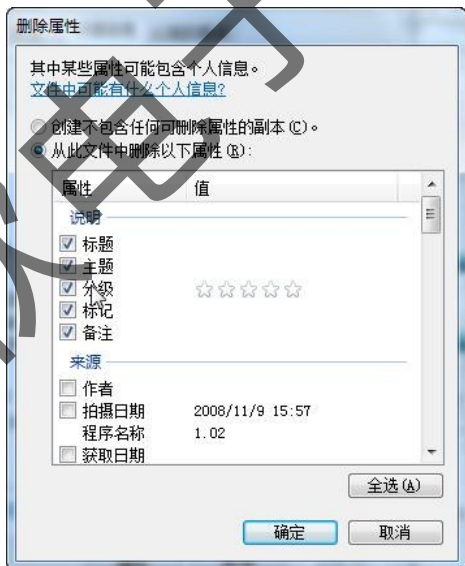 删除属性
其中某些属性可能包含个人信息。
文件中可能有什么个人信息?
创建不包含任何可删除属性的副本(C)。
从此文件中删除以下属性(R):
属性 值
说明
标题
主题
分级
标记
备注
来源
作者
拍摄日期 2008/11/9 15:57
程序名称 1.02
获取日期
全选(A)
确定 取消